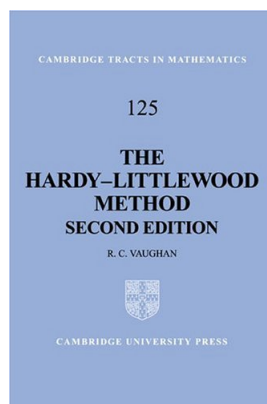 CAMBRIDGE TRACTS IN MATHEMATICS
125
THE
HARDY–LITTLEWOOD
METHOD
SECOND EDITION
R. C. VAUGHAN
CAMBRIDGE UNIVERSITY PRESS